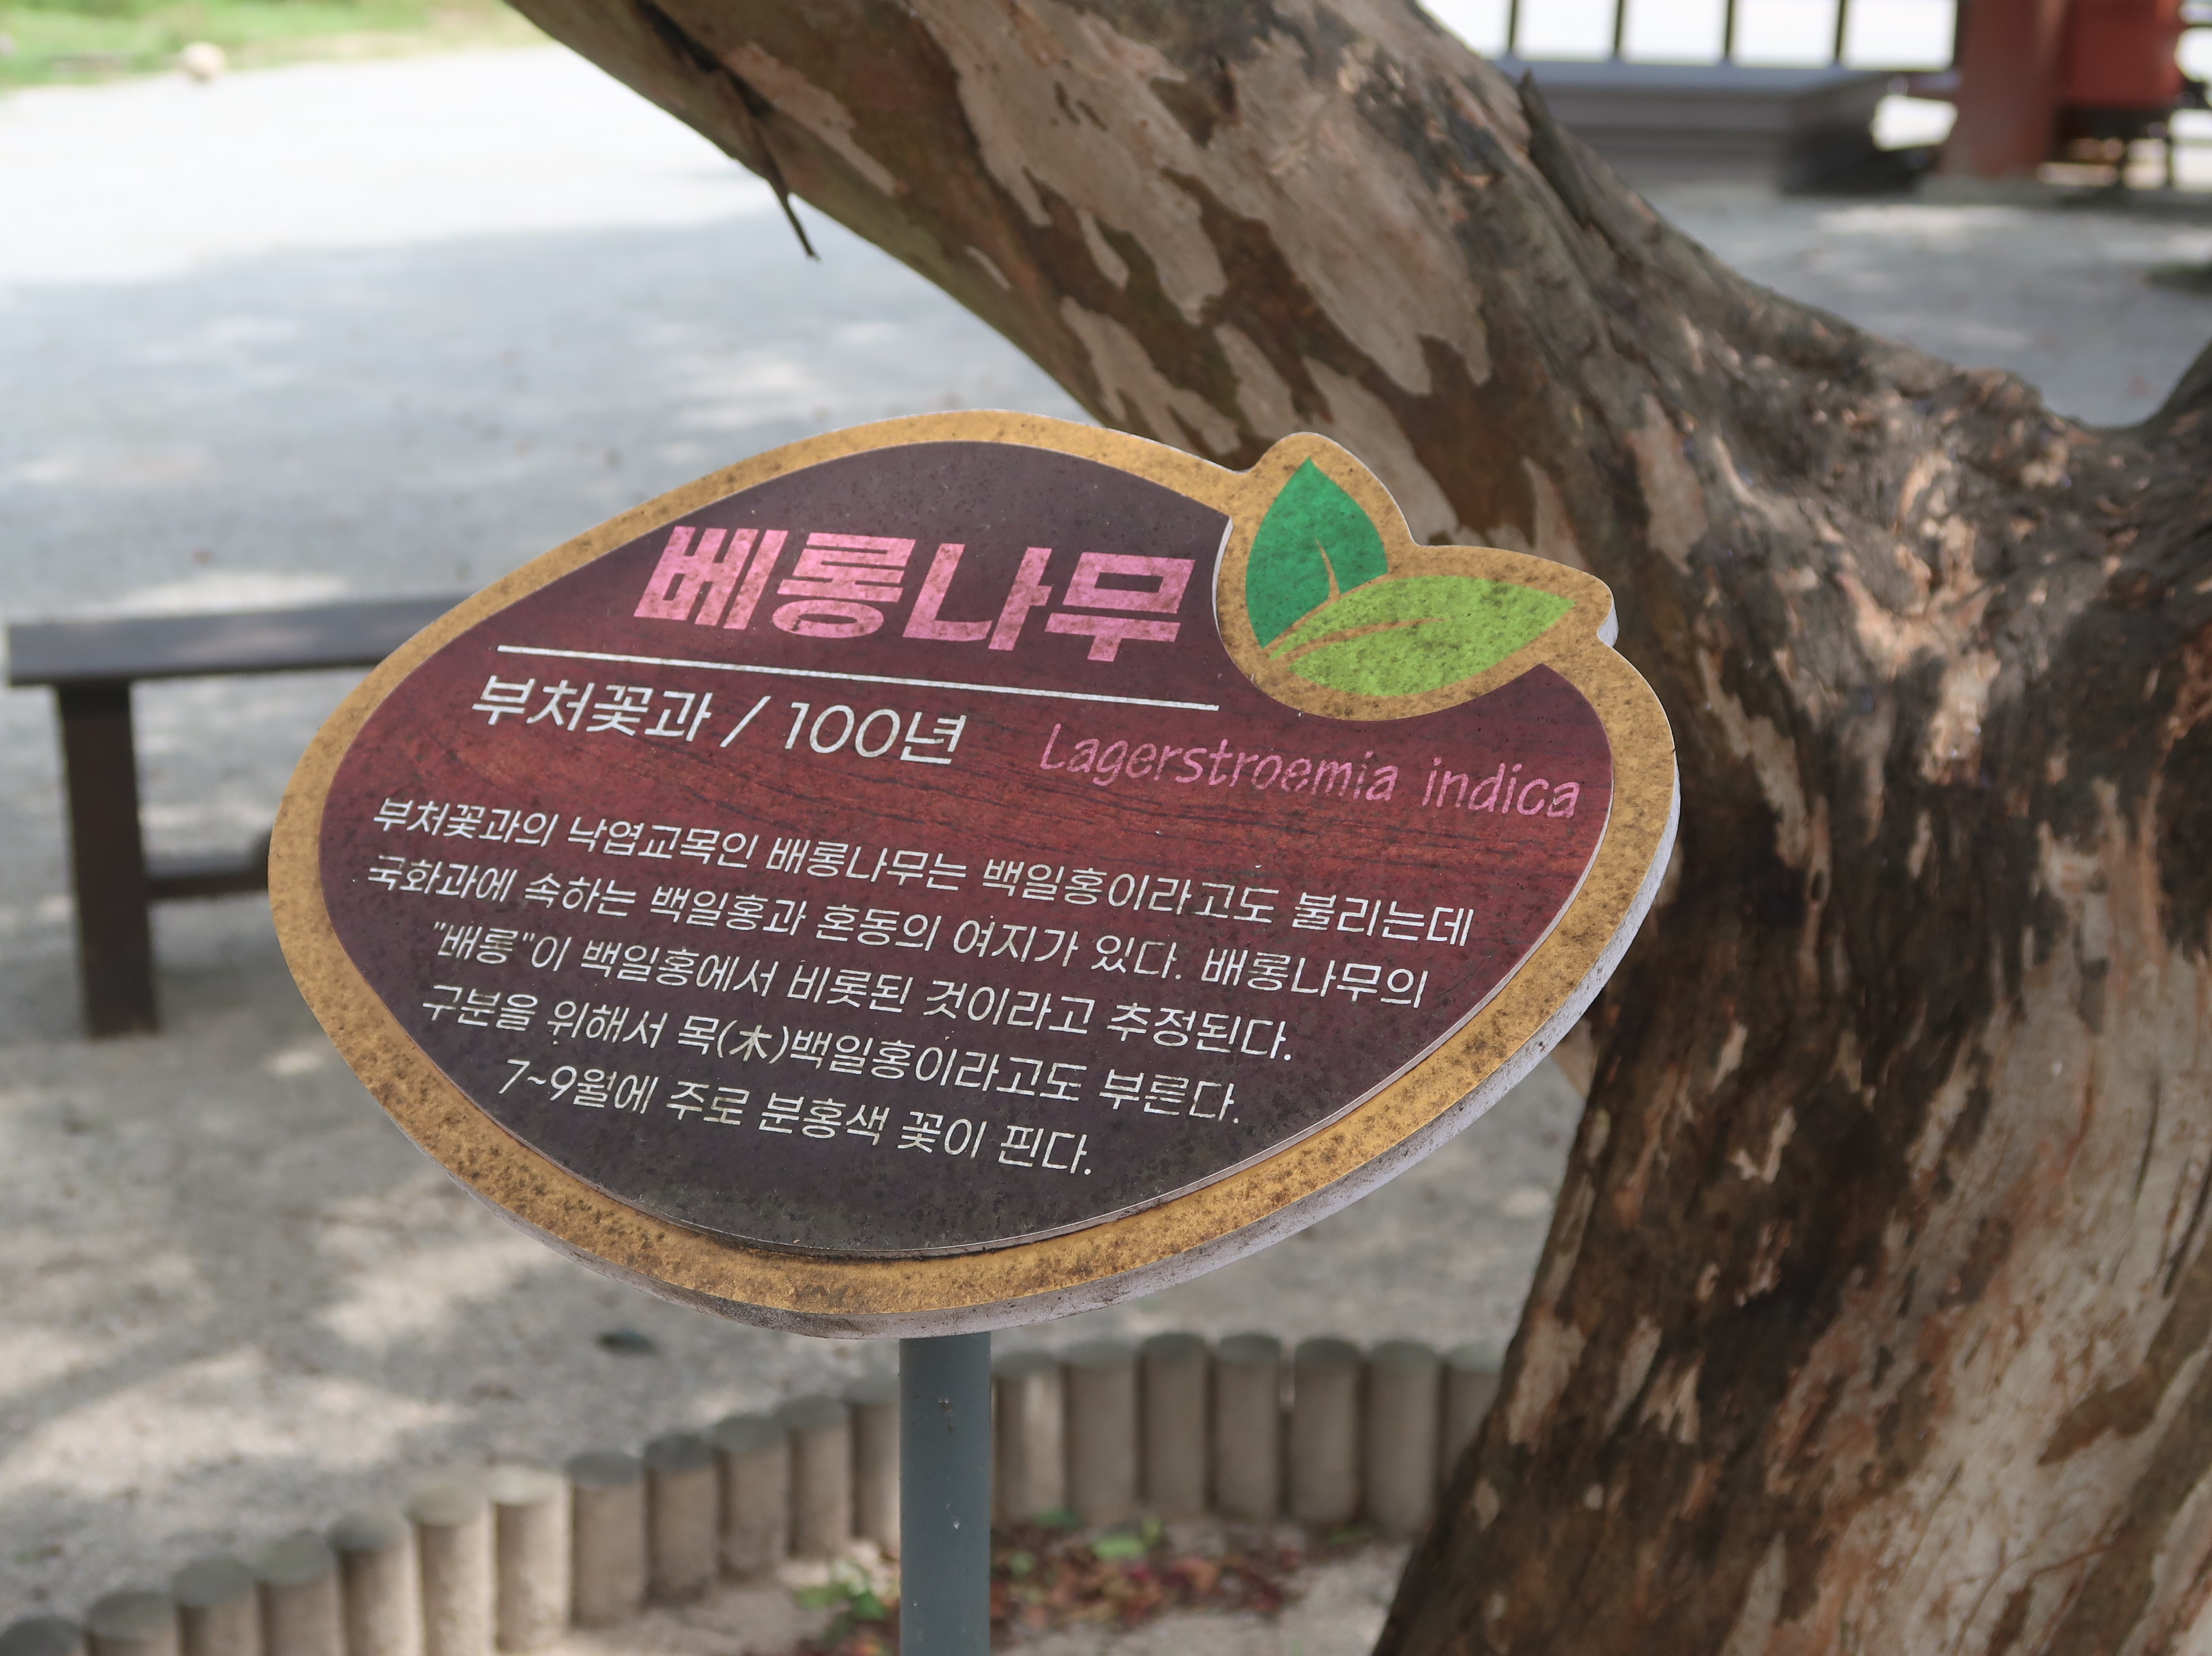 베롱나무
부처꽃과 / 100년
Lagerstroemia indica
부처꽃과의 낙엽교목인 배롱나무는 백일홍이라고도 불리는데
국화과에 속하는 백일홍과 혼동의 여지가 있다. 배롱나무의
"배롱"이 백일홍에서 비롯된 것이라고 추정된다.
구분을 위해서 목(木)백일홍이라고도 부른다.
7~9월에 주로 분홍색 꽃이 핀다.